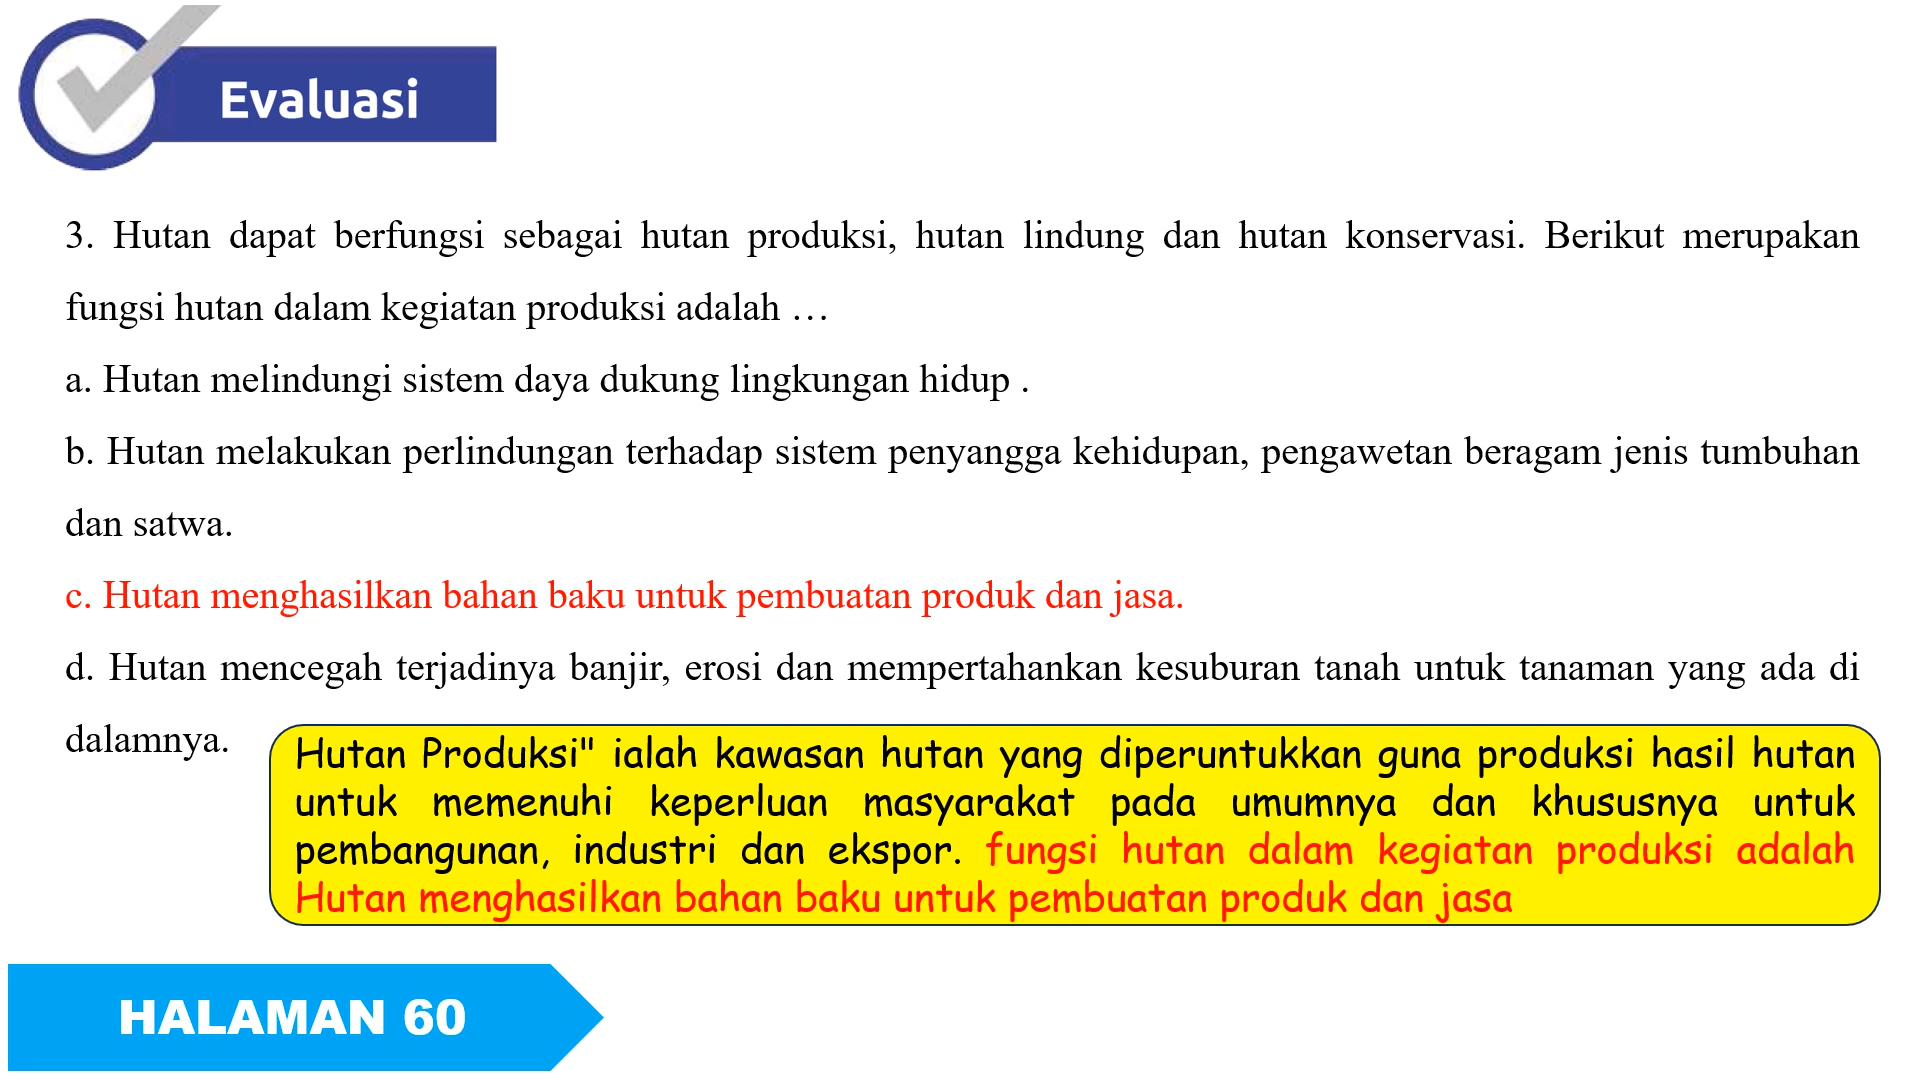 Evaluasi
3. Hutan dapat berfungsi sebagai hutan produksi, hutan lindung dan hutan konservasi. Berikut merupakan
fungsi hutan dalam kegiatan produksi adalah …
a. Hutan melindungi sistem daya dukung lingkungan hidup .
b. Hutan melakukan perlindungan terhadap sistem penyangga kehidupan, pengawetan beragam jenis tumbuhan
dan satwa.
c. Hutan menghasilkan bahan baku untuk pembuatan produk dan jasa.
d. Hutan mencegah terjadinya banjir, erosi dan mempertahankan kesuburan tanah untuk tanaman yang ada di
dalamnya.
Hutan Produksi" ialah kawasan hutan yang diperuntukkan guna produksi hasil hutan
untuk memenuhi keperluan masyarakat pada umumnya dan khususnya untuk
pembangunan, industri dan ekspor. fungsi hutan dalam kegiatan produksi adalah
Hutan menghasilkan bahan baku untuk pembuatan produk dan jasa
HALAMAN 60